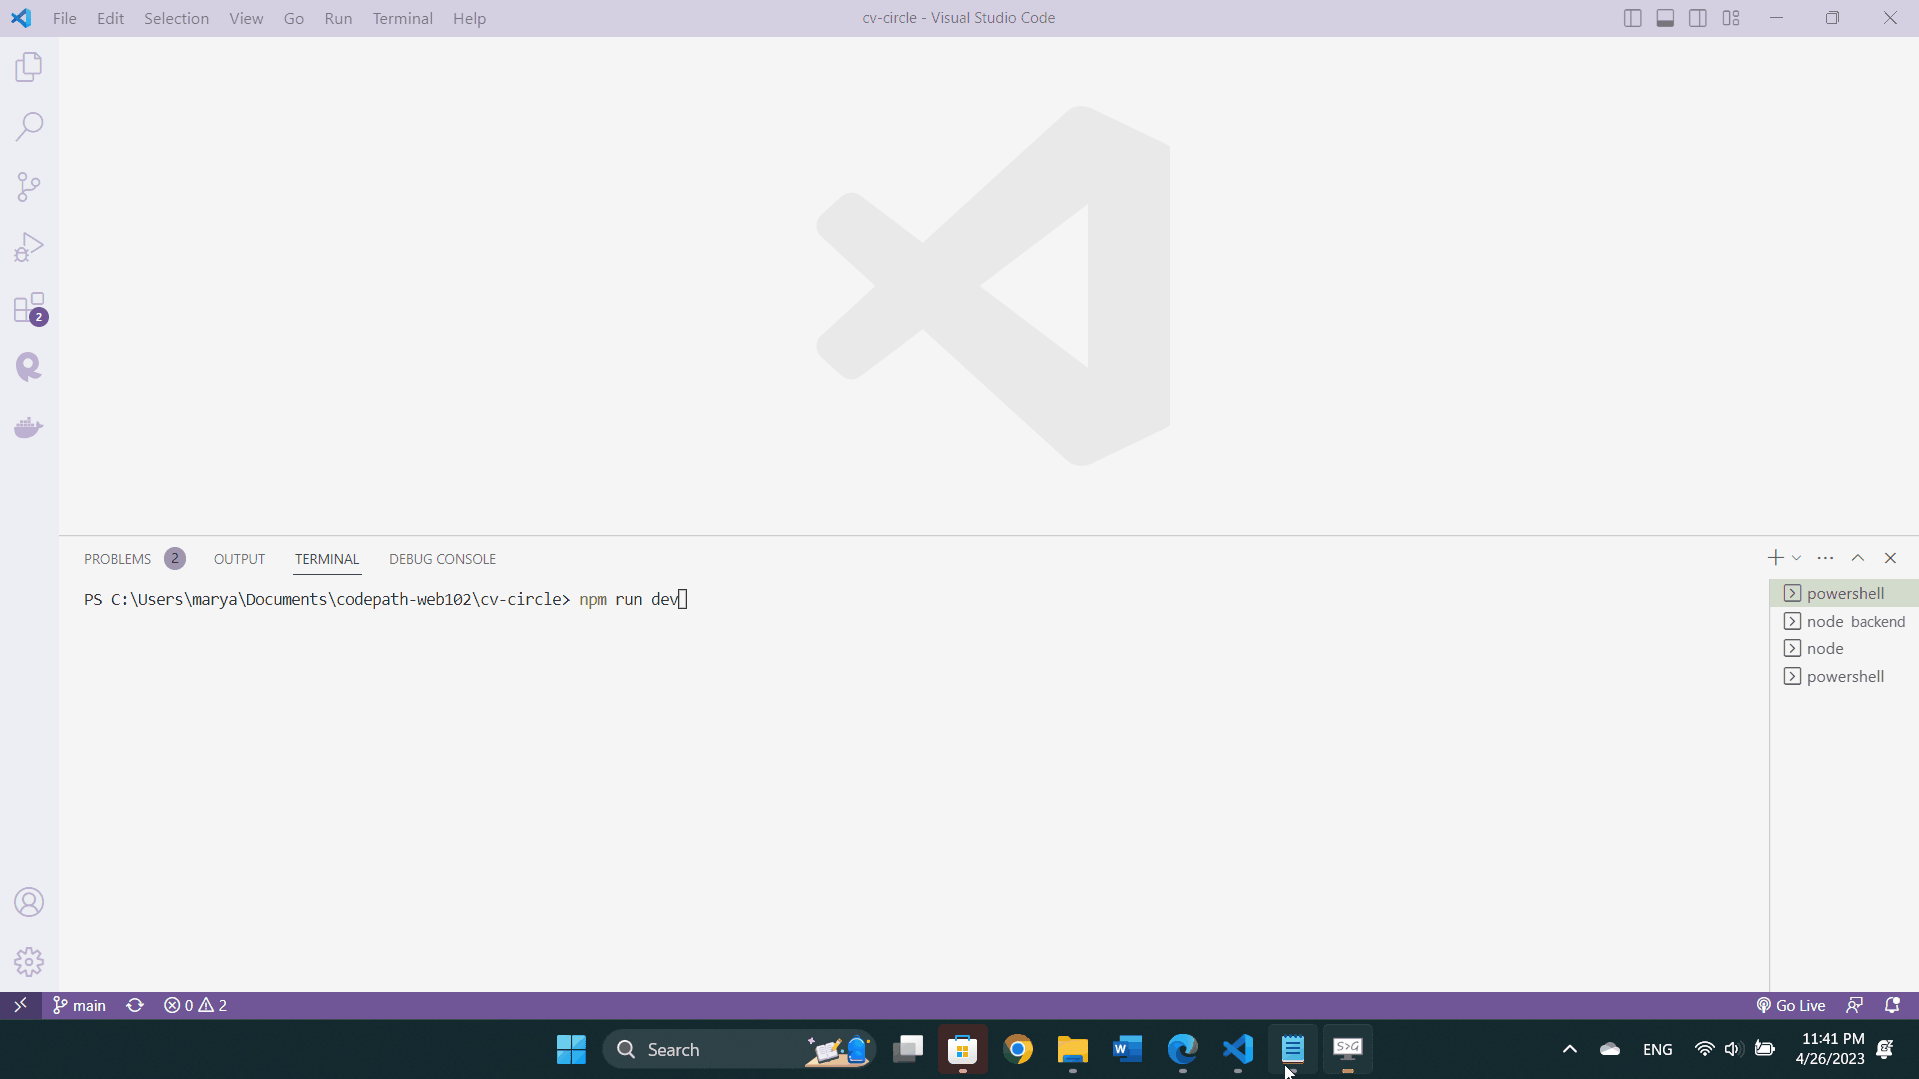 File Edit Selection View Go Run Terminal Help
cv-circle - Visual Studio Code
2
PROBLEMS 2 OUTPUT TERMINAL DEBUG CONSOLE
PS C:\Users\marya\Documents\codepath-web102\cv-circle> npm run dev
powershell
node backend
node
powershell
main 0 2
Go Live
Search
W
S>G
ENG
11:41 PM
4/26/2023